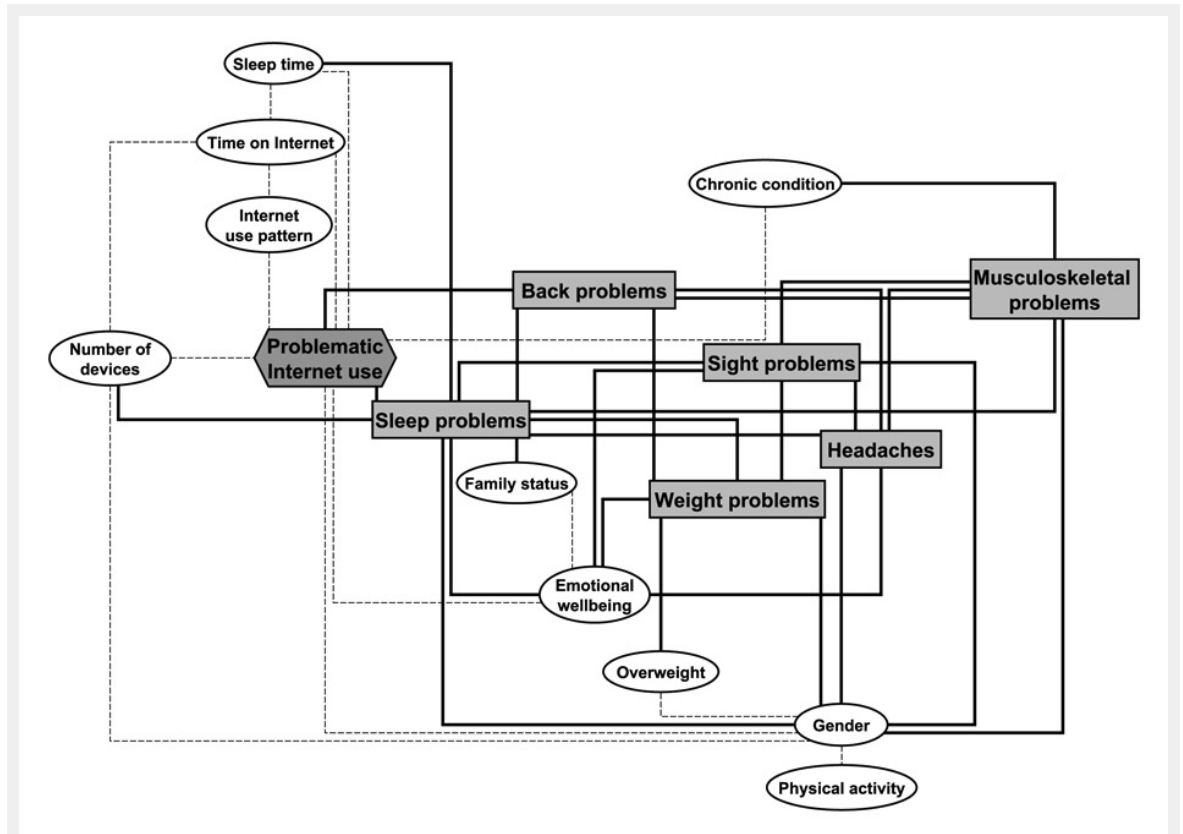 Sleep time
Time on Internet
Chronic condition
Internet
use pattern
Back problems
Musculoskeletal
problems
Number of
devices
Problematic
Internet use
Sight problems
Sleep problems
Headaches
Family status
Weight problems
Emotional
wellbeing
Overweight
Gender
Physical activity